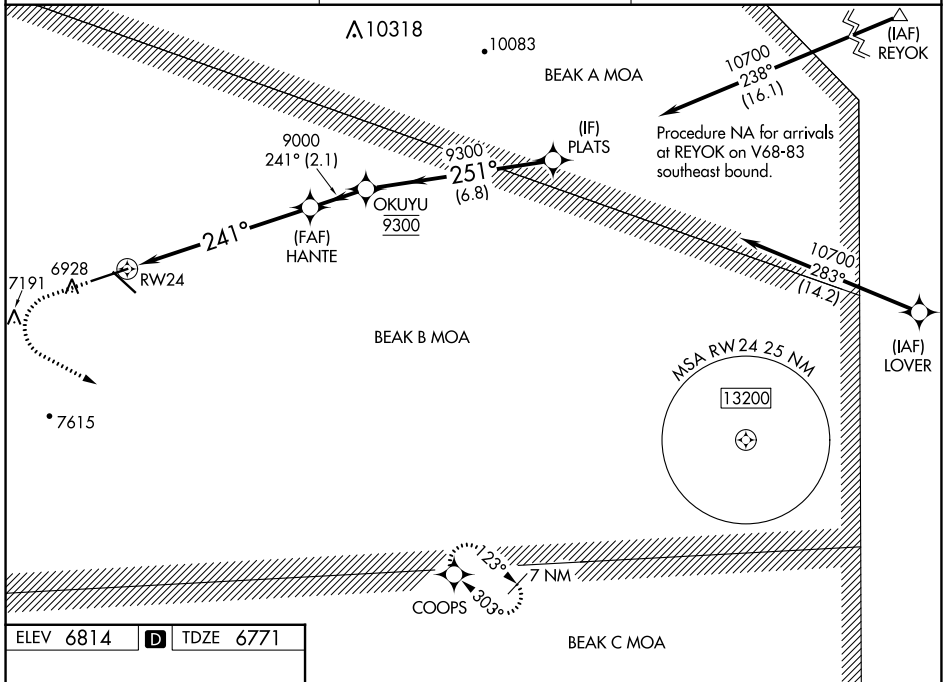 10318
10083
BEAK A MOA
(IAF)
REYOK
10700
238°
(16.1)
Procedure NA for arrivals
at REYOK on V68-83
southeast bound.
(IF)
PLATS
9300
251°
(6.8)
9000
241° (2.1)
OKUYU
9300
(FAF)
HANTE
241°
RW24
6928
7191
10700
283°
(14.2)
(IAF)
LOVER
BEAK B MOA
MSA RW24 25 NM
13200
7615
123°
7 NM
303°
COOPS
BEAK C MOA
ELEV 6814 D TDZE 6771